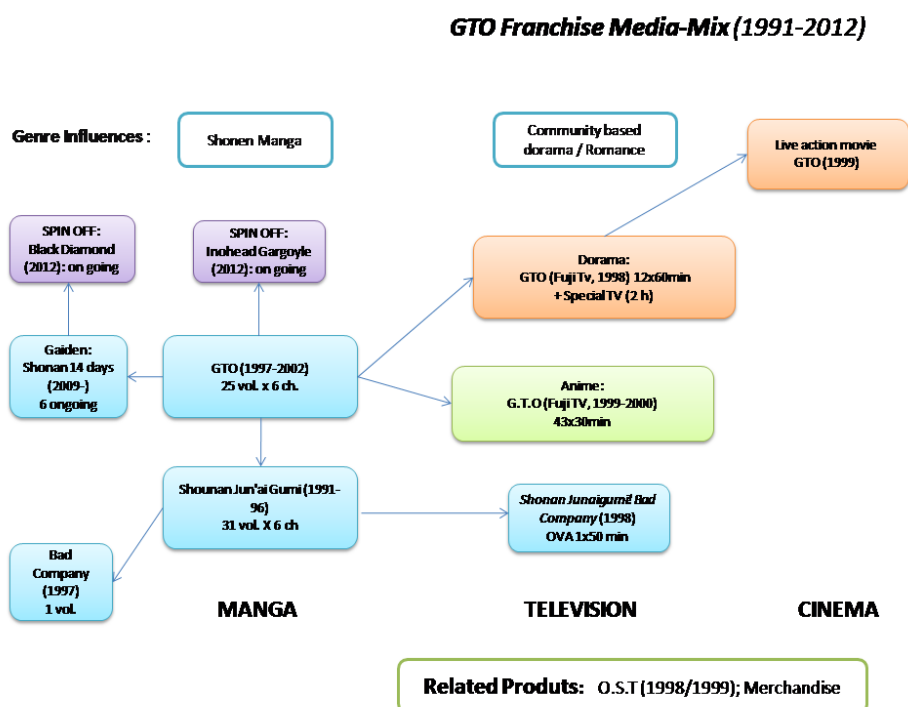 GTO Franchise Media-Mix (1991-2012)
Genre Influences :
Shonen Manga
Community based
dorama / Romance
Live action movie
GTO (1999)
SPIN OFF:
Black Diamond
(2012): on going
SPIN OFF:
Inohead Gargoyle
(2012): on going
Dorama:
GTO (Fuji Tv, 1998) 12x60min
+ Special TV (2 h)
Gaiden:
Shonan 14 days
(2009-)
6 ongoing
GTO (1997-2002)
25 vol. x 6 ch.
Anime:
G.T.O (Fuji TV, 1999-2000)
43x30min
Shounan Jun'ai Gumi (1991-
96)
31 vol. X 6 ch
Shonan Junaigumi! Bad
Company (1998)
OVA 1x50 min
Bad
Company
(1997)
1 vol.
MANGA
TELEVISION
CINEMA
Related Produts: O.S.T (1998/1999); Merchandise